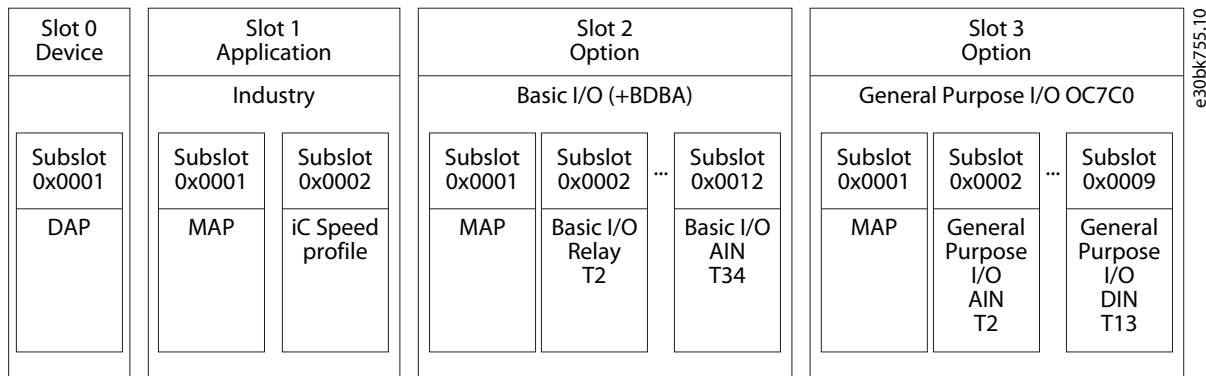 Slot 0
Device
Slot 1
Application
Slot 2
Option
Slot 3
Option
Industry
Basic I/O (+BDBA)
General Purpose I/O OC7C0
Subslot
0x0001
DAP
Subslot
0x0001
MAP
Subslot
0x0002
iC Speed
profile
Subslot
0x0001
MAP
Subslot
0x0002
Basic I/O
Relay
T2
...
Subslot
0x0012
Basic I/O
AIN
T34
Subslot
0x0001
MAP
Subslot
0x0002
General
Purpose
I/O
AIN
T2
...
Subslot
0x0009
General
Purpose
I/O
DIN
T13
e30bk755.10